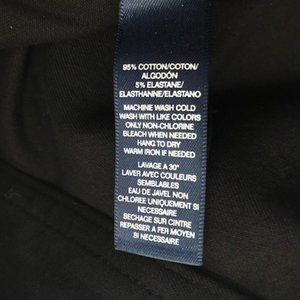 95% COTTON/COTON/
ALGODÓN
5% ELASTANE/
ELASTHANNE/ELASTANO
MACHINE WASH COLD
WASH WITH LIKE COLORS
ONLY NON-CHLORINE
BLEACH WHEN NEEDED
HANG TO DRY
WARM IRON IF NEEDED
LAVAGE A 30°
LAVER AVEC COULEURS
SEMBLABLES
EAU DE JAVEL NON
CHLOREE UNIQUEMENT SI
NECESSAIRE
SECHAGE SUR CINTRE
REPASSER A FER MOYEN
SI NECESSAIRE